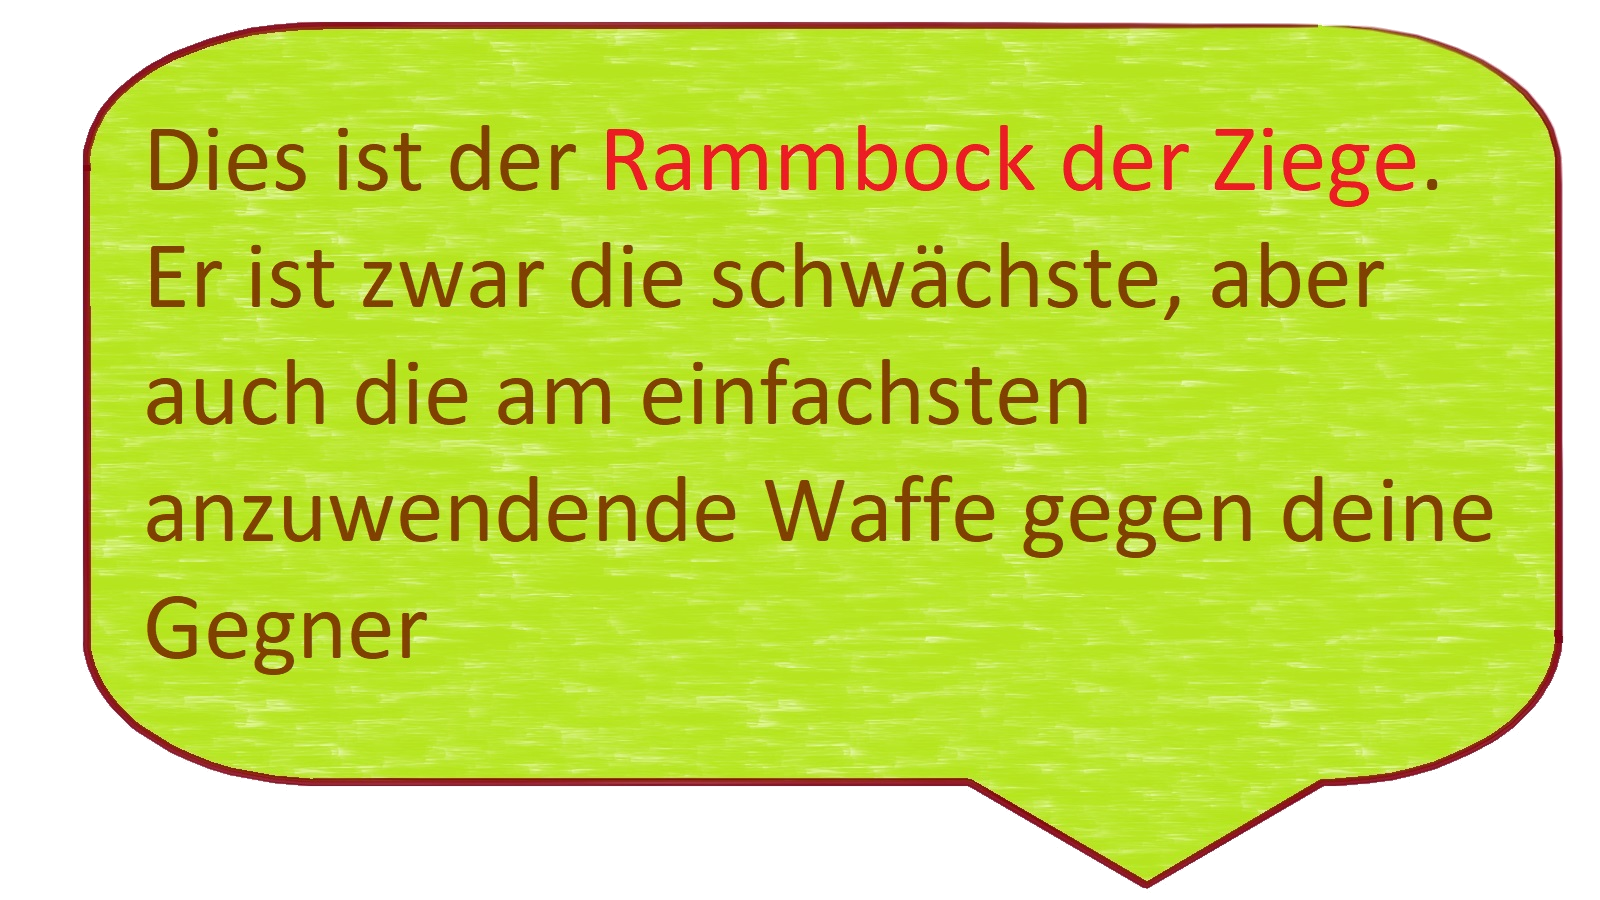 Dies ist der Rammbock der Ziege.
Er ist zwar die schwächste, aber
auch die am einfachsten
anzuwendende Waffe gegen deine
Gegner